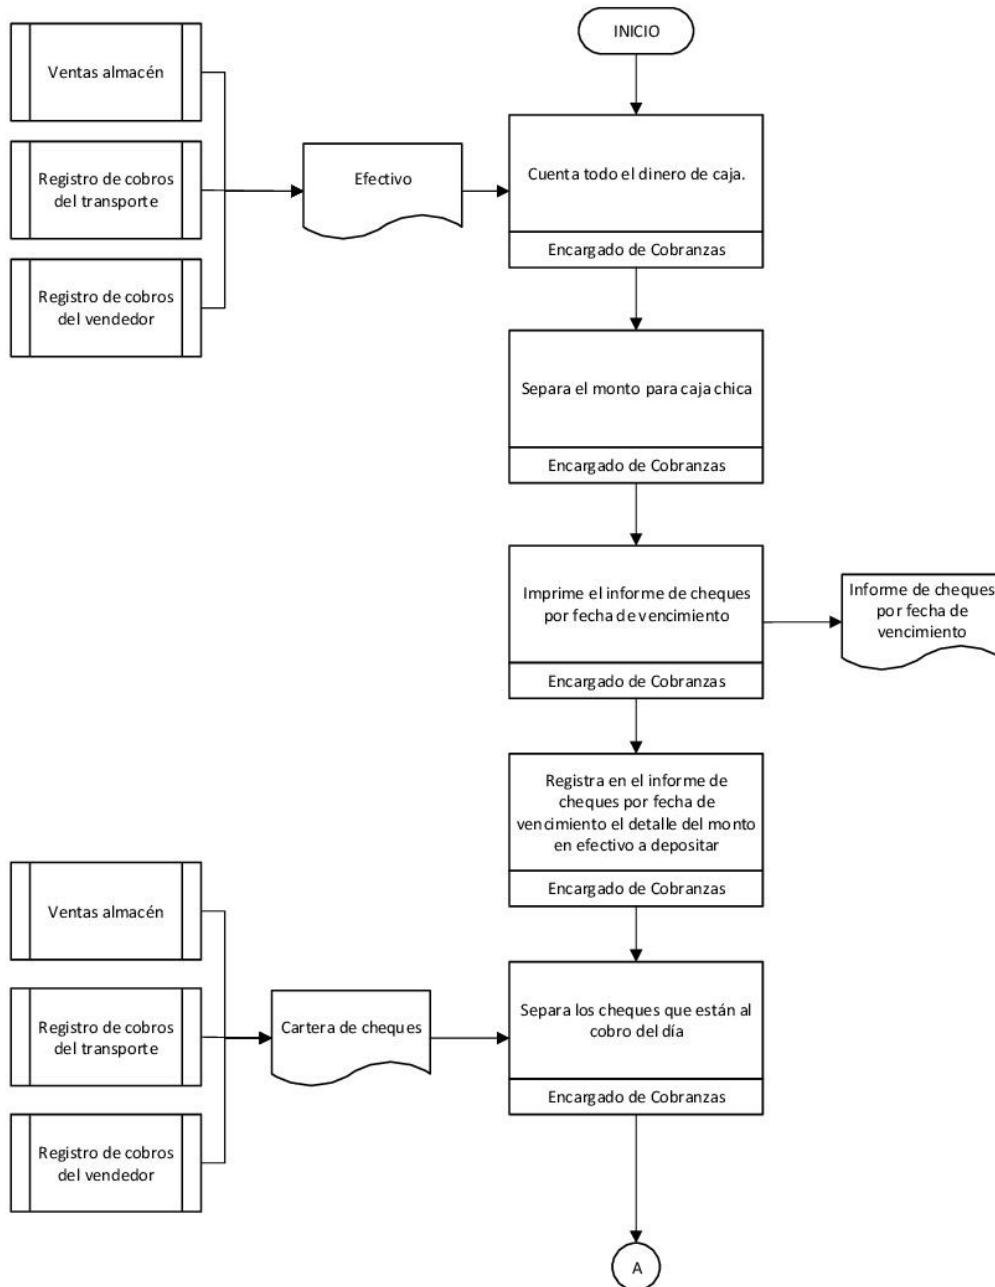 INICIO
Ventas almacén
Registro de cobros
del transporte
Registro de cobros
del vendedor
Efectivo
Cuenta todo el dinero de caja.
Encargado de Cobranzas
Separa el monto para caja chica
Encargado de Cobranzas
Imprime el informe de cheques
por fecha de vencimiento
Encargado de Cobranzas
Informe de cheques
por fecha de
vencimiento
Registra en el informe de
cheques por fecha de
vencimiento el detalle del monto
en efectivo a depositar
Encargado de Cobranzas
Ventas almacén
Registro de cobros
del transporte
Registro de cobros
del vendedor
Cartera de cheques
Separa los cheques que están al
cobro del día
Encargado de Cobranzas
A